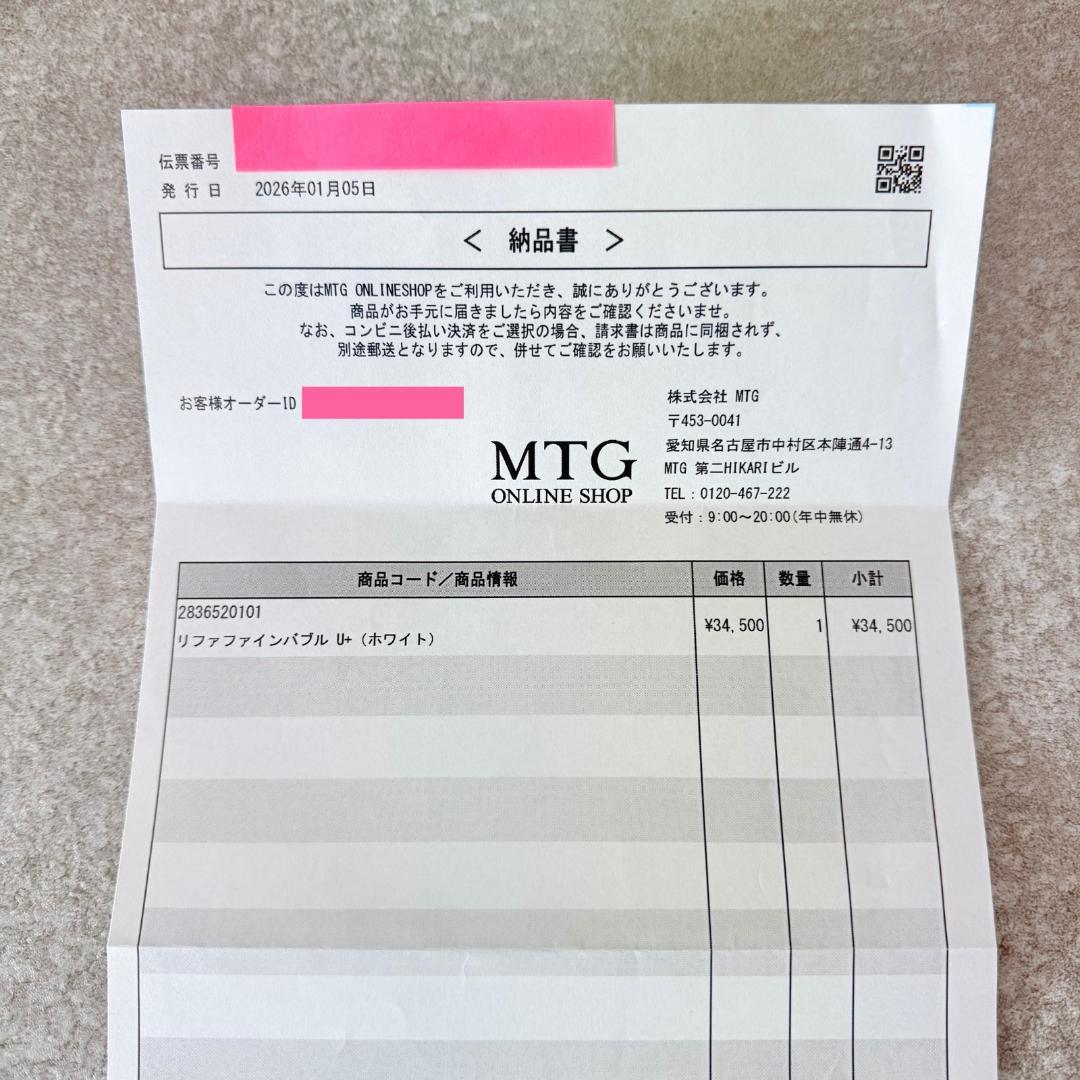 伝票番号
発行日 2026年01月05日
＜ 納品書 ＞
この度はMTG ONLINESHOPをご利用いただき、誠にありがとうございます。
商品がお手元に届きましたら内容をご確認くださいませ。
なお、コンビニ後払い決済をご選択の場合、請求書は商品に同梱されず、
別途郵送となりますので、併せてご確認をお願いいたします。
お客様オーダーID
MTG
ONLINE SHOP
株式会社 MTG
〒453-0041
愛知県名古屋市中村区本陣通4-13
MTG 第二HIKARIビル
TEL：0120-467-222
受付：9:00～20:00(年中無休)
商品コード／商品情報 価格 数量 小計
2836520101
リファファインバブル U+（ホワイト） ¥34,500 1 ¥34,500